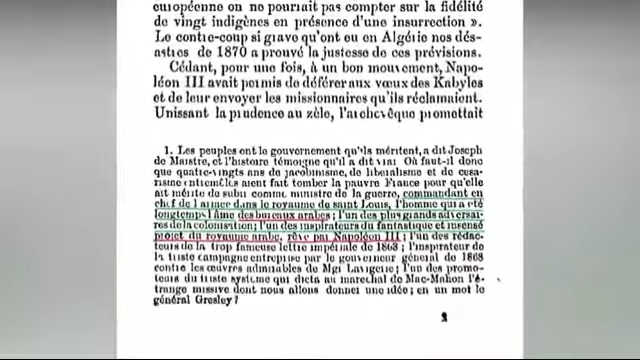 européenne on ne pourrait pas compter sur la fidélité
de vingt indigènes en présence d'une insurrection ».
Le contre-coup si grave qu'ont eu en Algérie nos dés-
astres de 1870 a prouvé la justesse de ces prévisions.
Cédant, pour une fois, à un bon mouvement, Napo-
léon III avait permis de déférer aux vœux des Kabyles
et de leur envoyer les missionnaires qu'ils réclamaient.
Unissant la prudence au zèle, l'archevêque promettait
1. Les peuples ont le gouvernement qu'ils méritent, a dit Joseph
de Maistre, et l'histoire témoigne qu'il a dit vrai Où faut-il donc
que quatre-vingts ans de jacobinisme, de libéralisme et de césa-
risme entremêlés aient fait tomber la pauvre France pour qu'elle
ait mérité de subir comme ministre de la guerre, commandant en
chef de l'armée dans le royaume de saint Louis, l'homme qui a été
longtemps l'âme des bureaux arabes; l'un des plus grands adversai-
res de la colonisation; l'un des inspirateurs du fantastique et insensé
projet du royaume arabe, rêvé par Napoléon III; l'un des rédac-
teurs de la trop fameuse lettre impériale de 1863; l'inspirateur de
la triste campagne entreprise par le gouverneur général de 1868
contre les œuvres admirables de Mgr Lavigerie; l'un des promo-
teurs du triste système qui dicta au maréchal de Mac-Mahon l'é-
trange missive dont nous allons donner une idée; en un mot le
général Gresley?